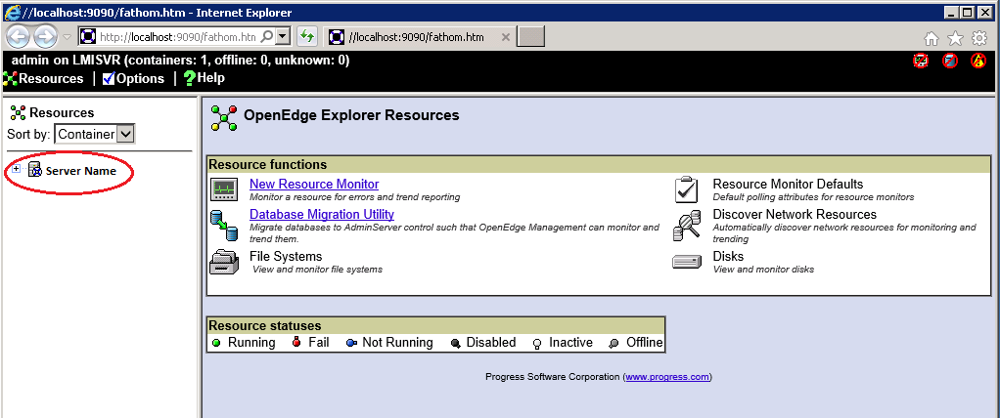 //localhost:9090/fathom.htm - Internet Explorer
http://localhost:9090/fathom.htm
//localhost:9090/fathom.htm
admin on LMISVR (containers: 1, offline: 0, unknown: 0)
Resources | Options | Help
Resources
Sort by: Container
Server Name
OpenEdge Explorer Resources
Resource functions
New Resource Monitor
Monitor a resource for errors and trend reporting
Database Migration Utility
Migrate databases to AdminServer control such that OpenEdge Management can monitor and
trend them.
File Systems
View and monitor file systems
Resource Monitor Defaults
Default polling attributes for resource monitors
Discover Network Resources
Automatically discover network resources for monitoring and
trending
Disks
View and monitor disks
Resource statuses
Running Fail Not Running Disabled Inactive Offline
Progress Software Corporation (www.progress.com)